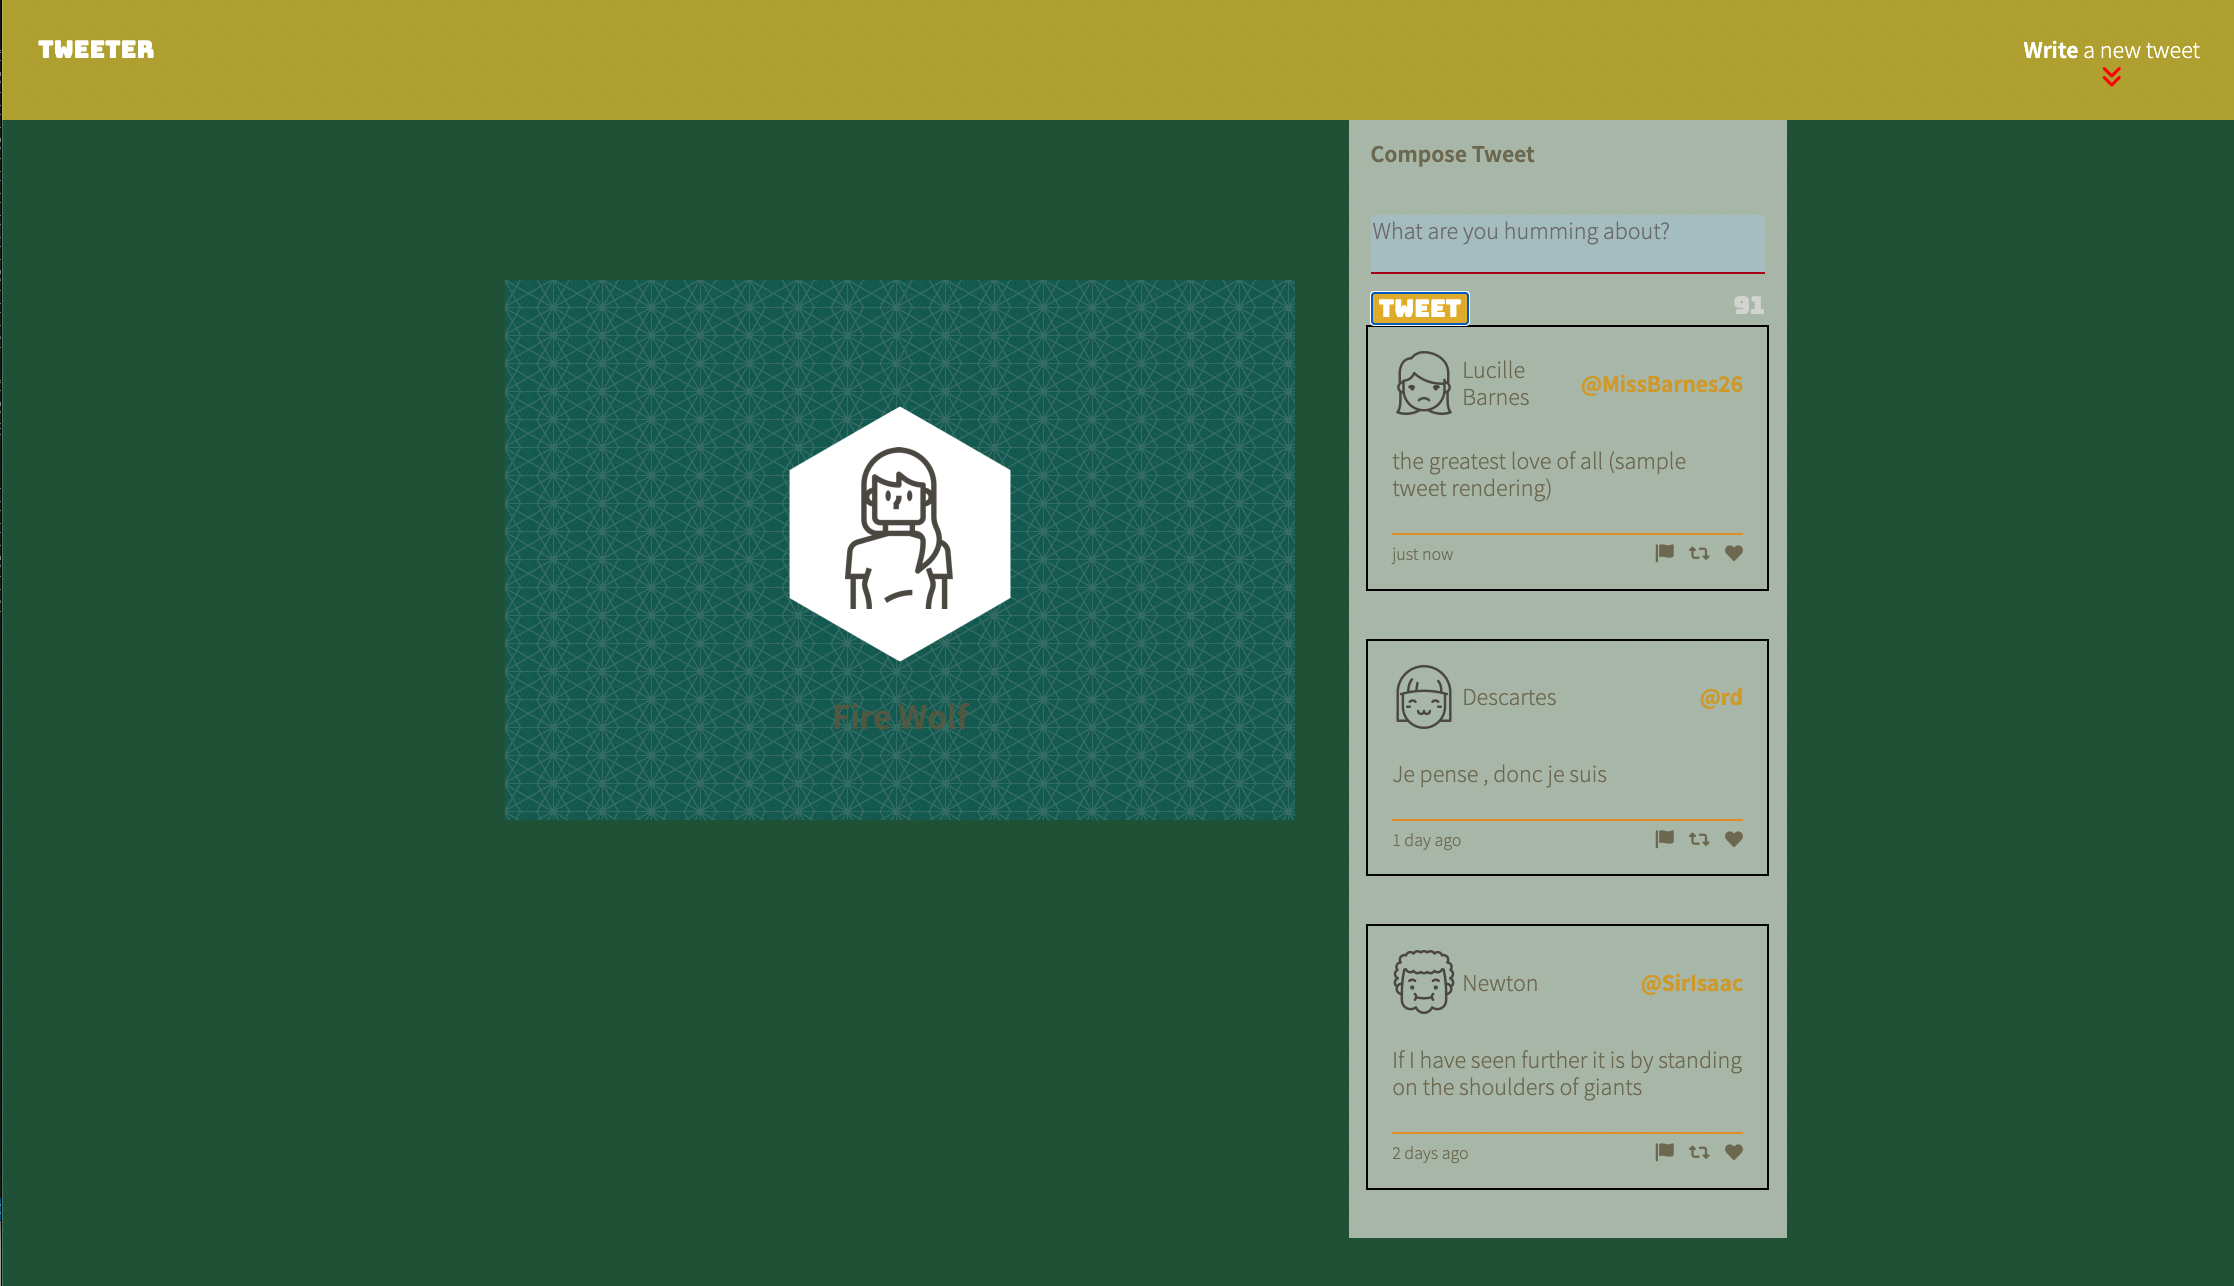 TWEETER
Write a new tweet
Fire Wolf
Compose Tweet
What are you humming about?
TWEET
91
Lucille
Barnes
@MissBarnes26
the greatest love of all (sample
tweet rendering)
just now
Descartes
@rd
Je pense , donc je suis
1 day ago
Newton
@SirIsaac
If I have seen further it is by standing
on the shoulders of giants
2 days ago